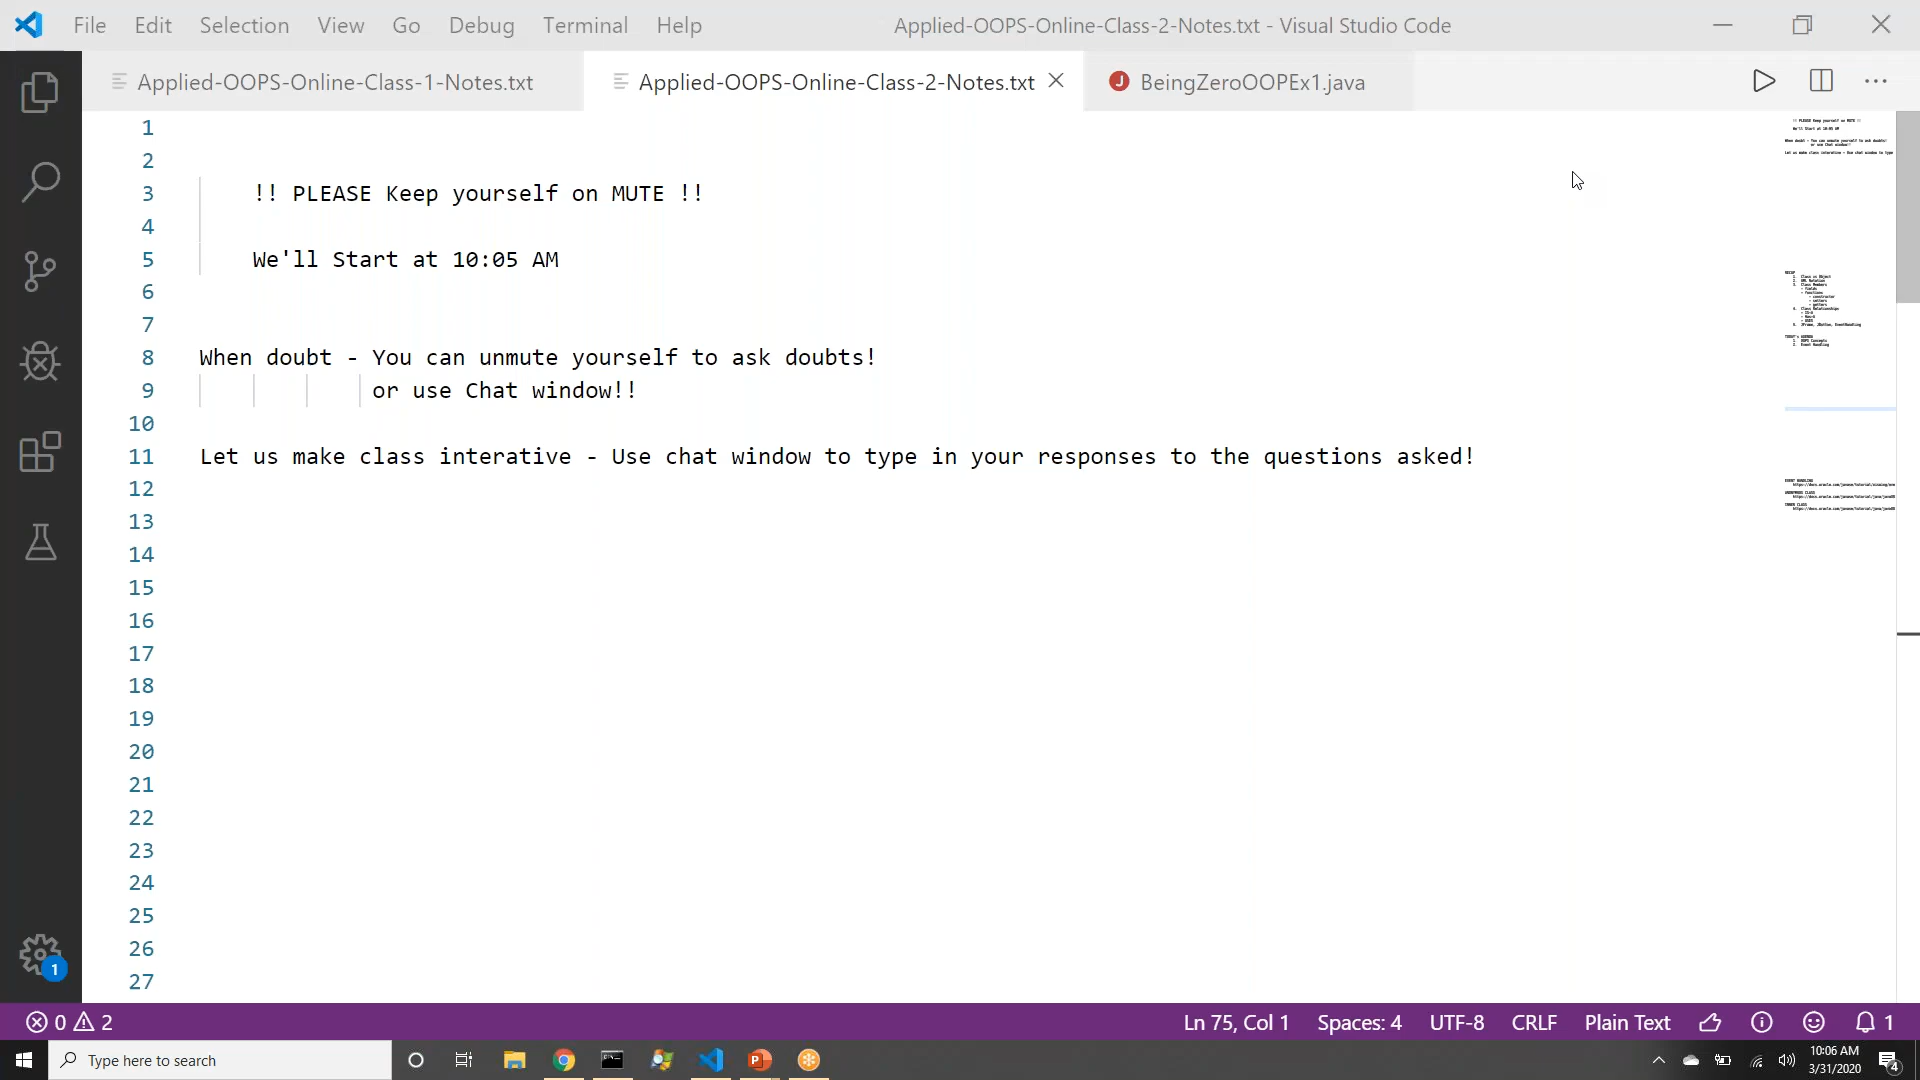 File Edit Selection View Go Debug Terminal Help Applied-OOPS-Online-Class-2-Notes.txt - Visual Studio Code
Applied-OOPS-Online-Class-1-Notes.txt Applied-OOPS-Online-Class-2-Notes.txt J BeingZeroOOPEx1.java
1
2
3 !! PLEASE Keep yourself on MUTE !!
4
5 We'll Start at 10:05 AM
6
7
8 When doubt - You can unmute yourself to ask doubts!
9 or use Chat window!!
10
11 Let us make class interative - Use chat window to type in your responses to the questions asked!
12
13
14
15
16
17
18
19
20
21
22
23
24
25
26
27
1
0 2 Ln 75, Col 1 Spaces: 4 UTF-8 CRLF Plain Text 1
Type here to search
10:06 AM
3/31/2020
4